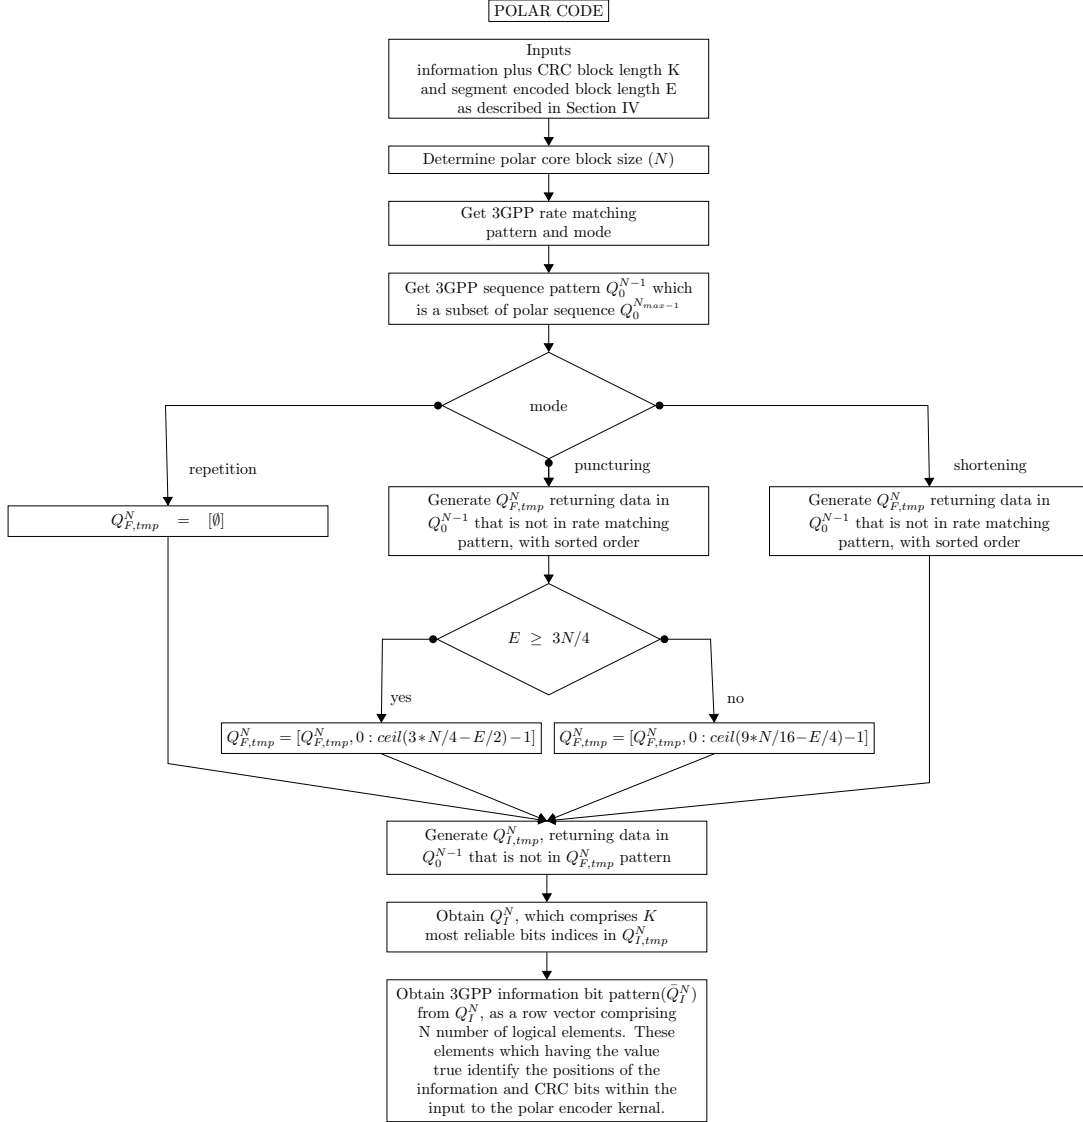 POLAR CODE
Inputs
information plus CRC block length K
and segment encoded block length E
as described in Section IV
Determine polar core block size (N)
Get 3GPP rate matching
pattern and mode
Get 3GPP sequence pattern Q_0^{N-1} which
is a subset of polar sequence Q_0^{N_{max-1}}
mode
repetition
puncturing
shortening
Q_{F,tmp}^N = [∅]
Generate Q_{F,tmp}^N returning data in
Q_0^{N-1} that is not in rate matching
pattern, with sorted order
Generate Q_{F,tmp}^N returning data in
Q_0^{N-1} that is not in rate matching
pattern, with sorted order
E ≥ 3N/4
yes
no
Q_{F,tmp}^N = [Q_{F,tmp}^N, 0 : ceil(3*N/4−E/2)−1]
Q_{F,tmp}^N = [Q_{F,tmp}^N, 0 : ceil(9*N/16−E/4)−1]
Generate Q_{I,tmp}^N, returning data in
Q_0^{N-1} that is not in Q_{F,tmp}^N pattern
Obtain Q_I^N, which comprises K
most reliable bits indices in Q_{I,tmp}^N
Obtain 3GPP information bit pattern(Q̄_I^N)
from Q_I^N, as a row vector comprising
N number of logical elements. These
elements which having the value
true identify the positions of the
information and CRC bits within the
input to the polar encoder kernal.